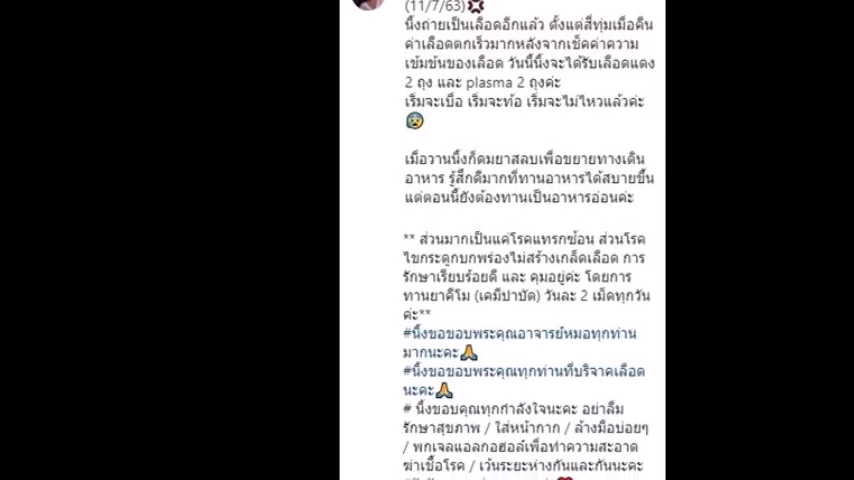 (11/7/63)💢
นิ้งถ่ายเป็นเลือดอีกแล้ว ตั้งแต่สี่ทุ่มเมื่อคืน
ค่าเลือดตกเร็วมากหลังจากเช็คค่าความ
เข้มข้นของเลือด วันนี้นิ้งจะได้รับเลือดแดง
2 ถุง และ plasma 2 ถุงค่ะ
เริ่มจะเบื่อ เริ่มจะท้อ เริ่มจะไม่ไหวแล้วค่ะ
😰
เมื่อวานนิ้งก็ดมยาสลบเพื่อขยายทางเดิน
อาหาร รู้สึกดีมากที่ทานอาหารได้สบายขึ้น
แต่ตอนนี้ยังต้องทานเป็นอาหารอ่อนค่ะ
** ส่วนมากเป็นแค่โรคแทรกซ้อน ส่วนโรค
ไขกระดูกบกพร่องไม่สร้างเกล็ดเลือด การ
รักษาเรียบร้อยดี และ คุมอยู่ค่ะ โดยการ
ทานยาคีโม (เคมีบำบัด) วันละ 2 เม็ดทุกวัน
ค่ะ**
#นิ้งขอขอบพระคุณอาจารย์หมอทุกท่าน
มากนะคะ🙏
#นิ้งขอขอบพระคุณทุกท่านที่บริจาคเลือด
นะคะ🙏
# นิ้งขอบคุณทุกกำลังใจนะคะ อย่าลืม
รักษาสุขภาพ / ใส่หน้ากาก / ล้างมือบ่อยๆ
/ พกเจลแอลกอฮอล์เพื่อทำความสะอาด
ฆ่าเชื้อโรค / เว้นระยะห่างกันและกันนะคะ